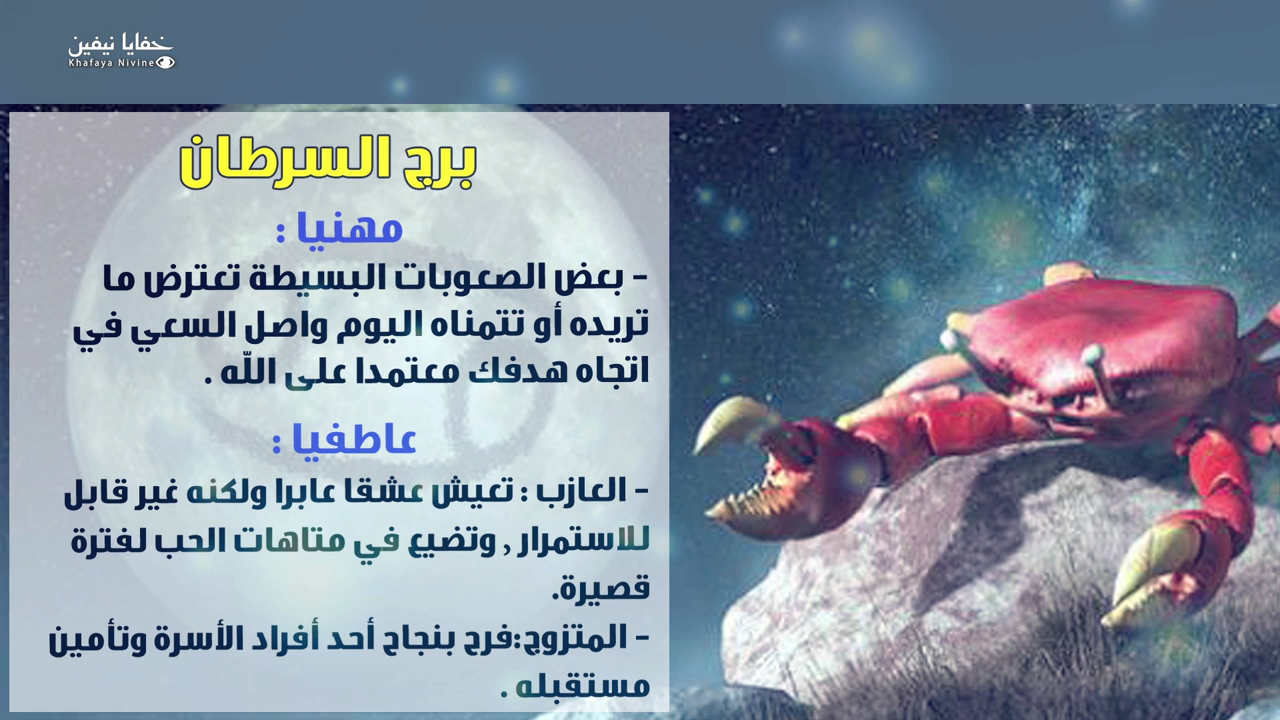 خفايا نيفين
Khafaya Nivine
برج السرطان
مهنيا :
- بعض الصعوبات البسيطة تعترض ما
تريده أو تتمناه اليوم واصل السعي في
اتجاه هدفك معتمدا على الله .
عاطفيا :
- العازب : تعيش عشقا عابرا ولكنه غير قابل
للاستمرار , وتضيع في متاهات الحب لفترة
قصيرة.
- المتزوج:فرح بنجاح أحد أفراد الأسرة وتأمين
مستقبله .